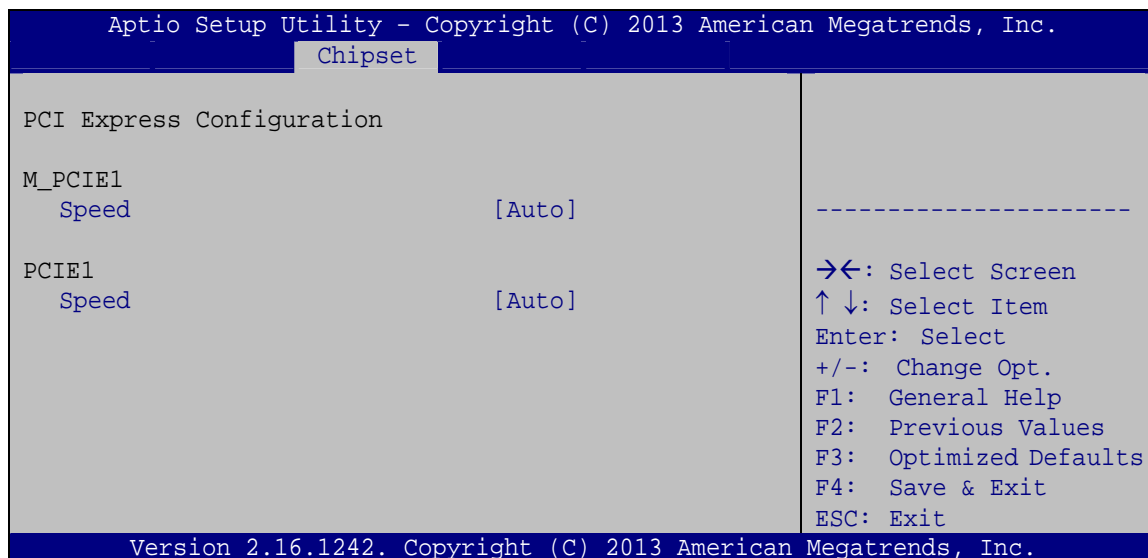 Aptio Setup Utility – Copyright (C) 2013 American Megatrends, Inc.
Chipset
PCI Express Configuration
M_PCIE1
Speed [Auto]
PCIE1
Speed [Auto]
----------------------
→←: Select Screen
↑ ↓: Select Item
Enter: Select
+/-: Change Opt.
F1: General Help
F2: Previous Values
F3: Optimized Defaults
F4: Save & Exit
ESC: Exit
Version 2.16.1242. Copyright (C) 2013 American Megatrends, Inc.